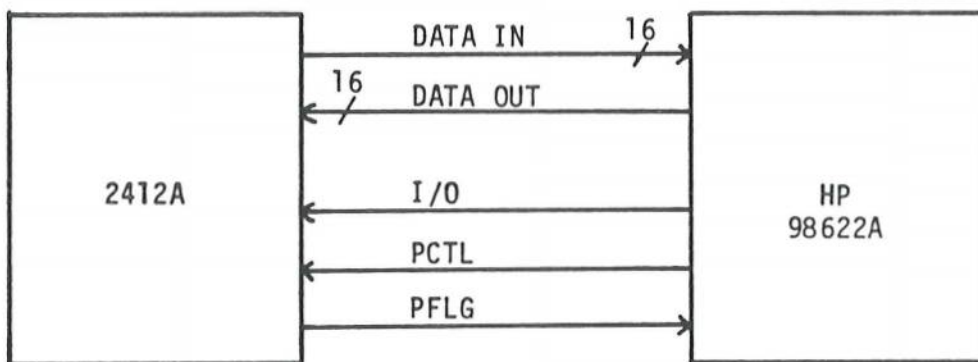 DATA IN 16
16 DATA OUT
2412A
I/O
HP
98622A
PCTL
PFLG